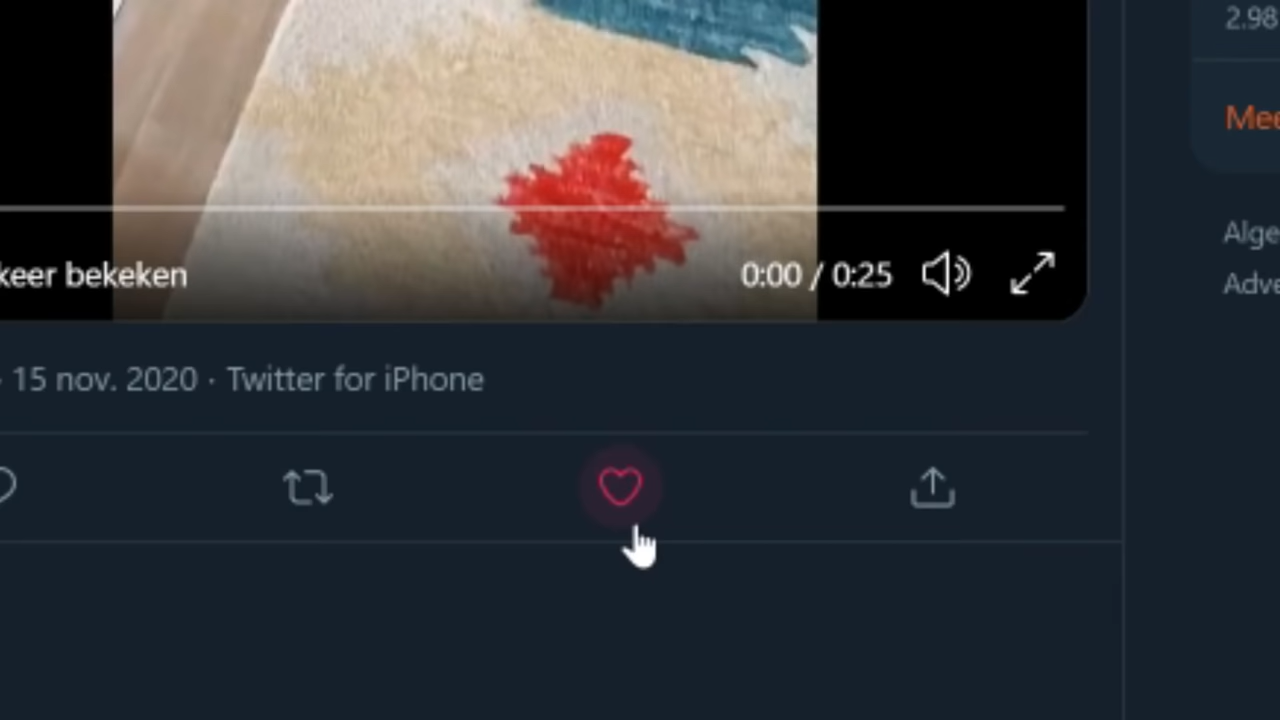 2.98
Mee
keer bekeken
0:00 / 0:25
Alge
Adve
· 15 nov. 2020 · Twitter for iPhone